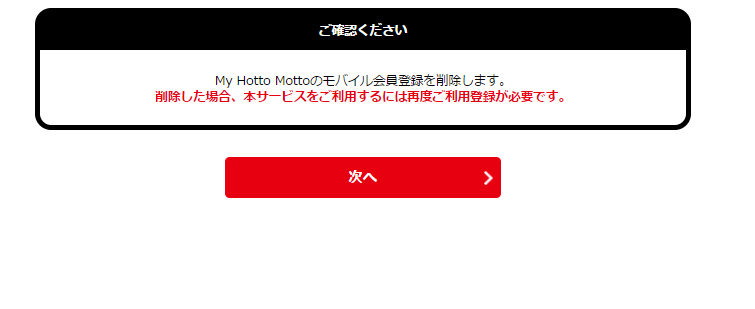 ご確認ください
My Hotto Mottoのモバイル会員登録を削除します。
削除した場合、本サービスをご利用するには再度ご利用登録が必要です。
次へ